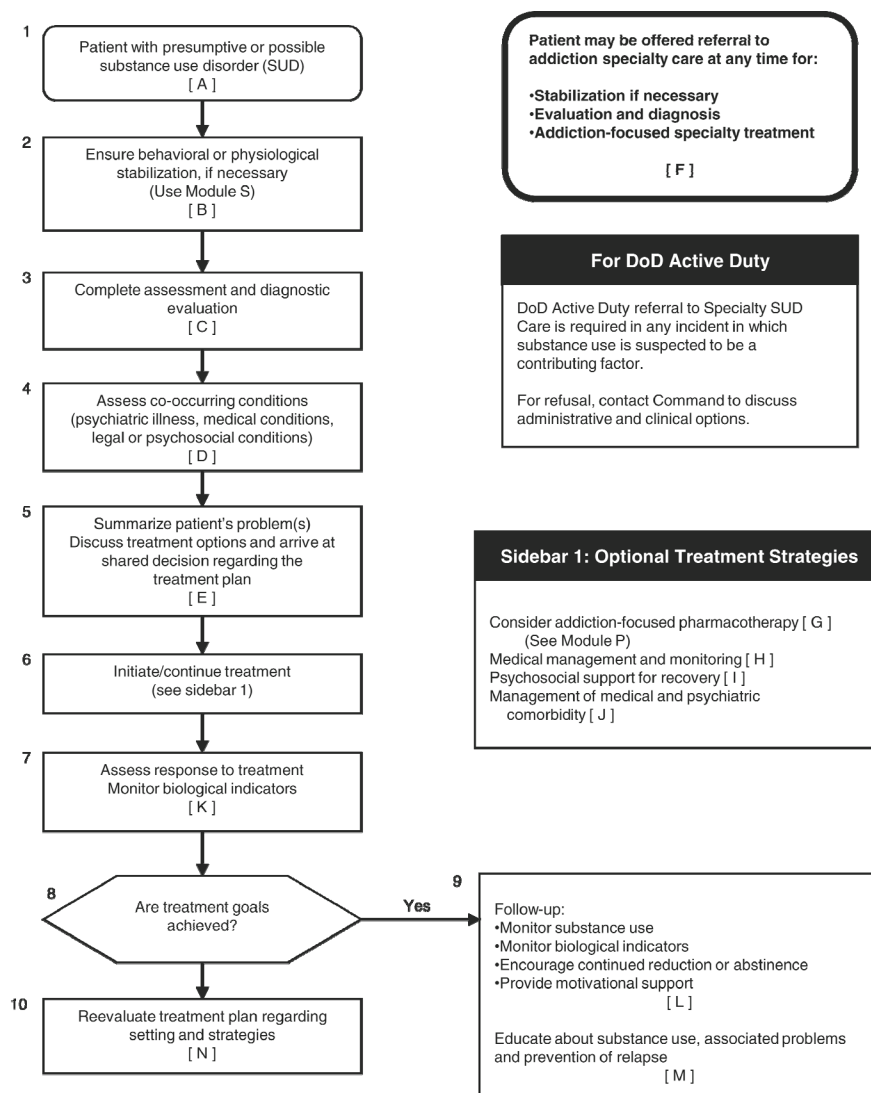 1
Patient with presumptive or possible
substance use disorder (SUD)
[ A ]
2
Ensure behavioral or physiological
stabilization, if necessary
(Use Module S)
[ B ]
3
Complete assessment and diagnostic
evaluation
[ C ]
4
Assess co-occurring conditions
(psychiatric illness, medical conditions,
legal or psychosocial conditions)
[ D ]
5
Summarize patient's problem(s)
Discuss treatment options and arrive at
shared decision regarding the
treatment plan
[ E ]
6
Initiate/continue treatment
(see sidebar 1)
7
Assess response to treatment
Monitor biological indicators
[ K ]
8
Are treatment goals
achieved?
Yes
9
Follow-up:
•Monitor substance use
•Monitor biological indicators
•Encourage continued reduction or abstinence
•Provide motivational support
[ L ]
Educate about substance use, associated problems
and prevention of relapse
[ M ]
10
Reevaluate treatment plan regarding
setting and strategies
[ N ]
Patient may be offered referral to
addiction specialty care at any time for:
•Stabilization if necessary
•Evaluation and diagnosis
•Addiction-focused specialty treatment
[ F ]
For DoD Active Duty
DoD Active Duty referral to Specialty SUD
Care is required in any incident in which
substance use is suspected to be a
contributing factor.
For refusal, contact Command to discuss
administrative and clinical options.
Sidebar 1: Optional Treatment Strategies
Consider addiction-focused pharmacotherapy [ G ]
(See Module P)
Medical management and monitoring [ H ]
Psychosocial support for recovery [ I ]
Management of medical and psychiatric
comorbidity [ J ]